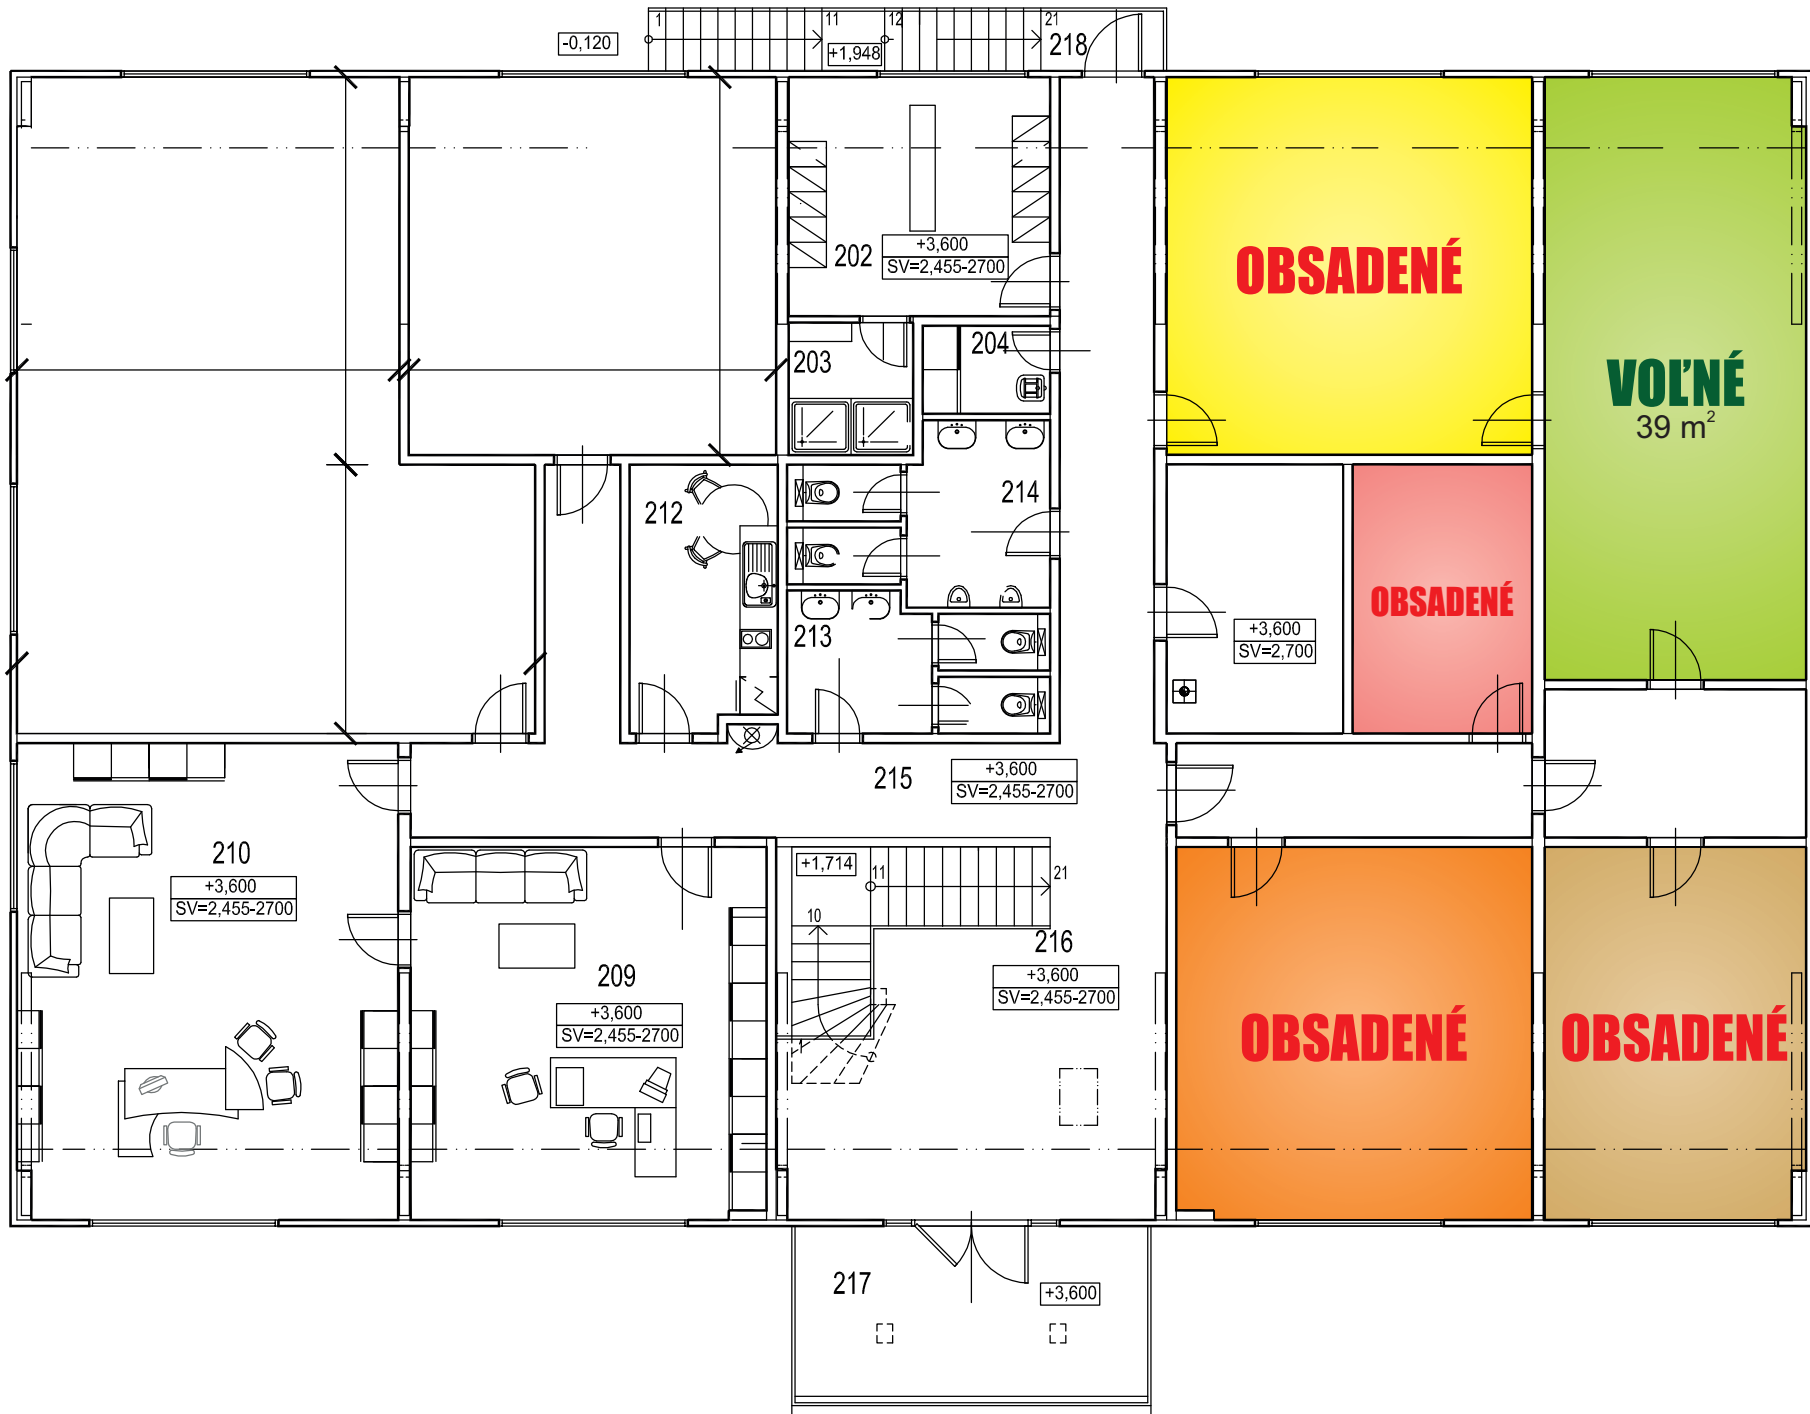 1
11
12
21
218
-0,120
+1,948
202
+3,600
SV=2,455-2700
OBSADENÉ
203
204
VOĽNÉ
39 m²
212
214
OBSADENÉ
213
+3,600
SV=2,700
215
+3,600
SV=2,455-2700
210
+3,600
SV=2,455-2700
+1,714
11
21
10
216
+3,600
SV=2,455-2700
209
+3,600
SV=2,455-2700
OBSADENÉ
OBSADENÉ
1
217
+3,600